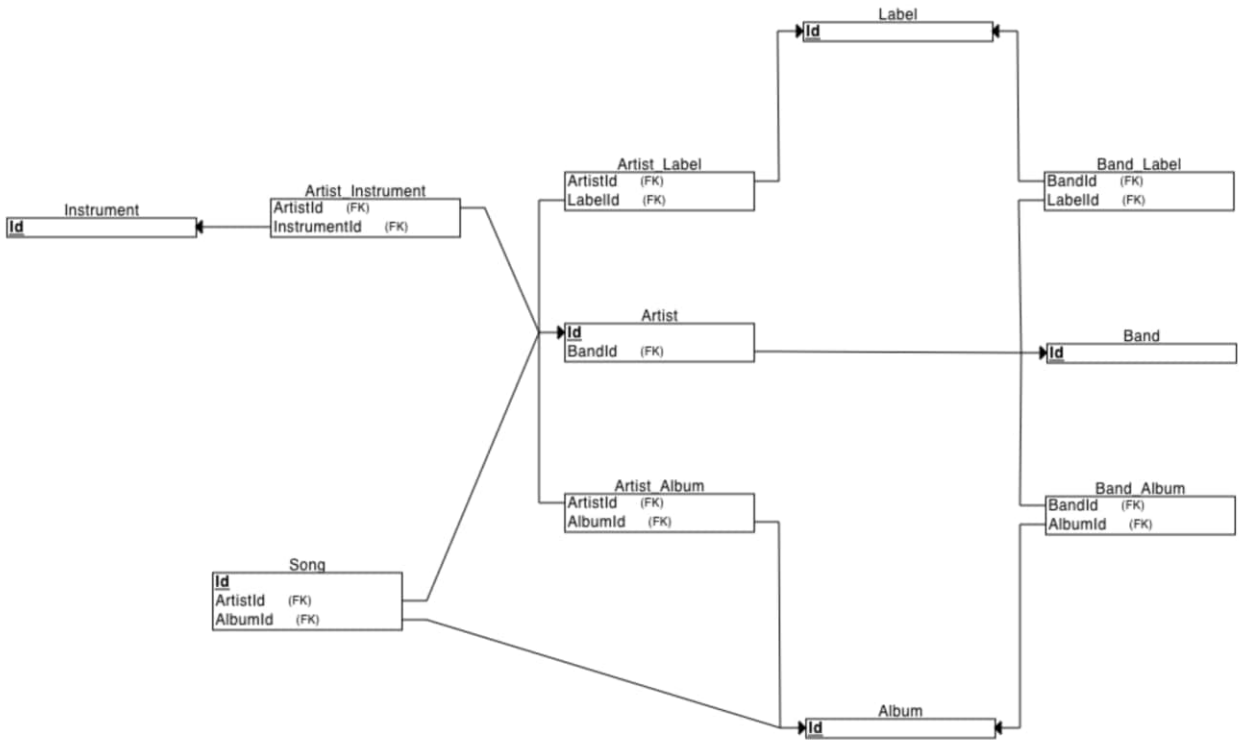 Label
Id
Artist_Label
ArtistId (FK)
LabelId (FK)
Band_Label
BandId (FK)
LabelId (FK)
Artist_Instrument
ArtistId (FK)
InstrumentId (FK)
Instrument
Id
Artist
Id
BandId (FK)
Band
Id
Artist_Album
ArtistId (FK)
AlbumId (FK)
Band_Album
BandId (FK)
AlbumId (FK)
Song
Id
ArtistId (FK)
AlbumId (FK)
Album
Id